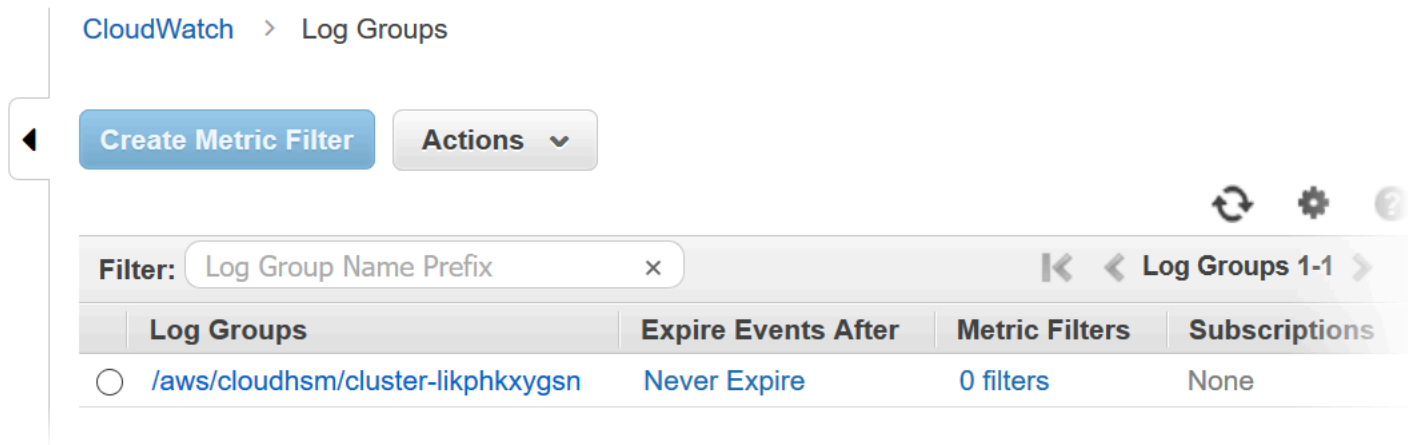 CloudWatch > Log Groups
Create Metric Filter Actions
Filter: Log Group Name Prefix × Log Groups 1-1
Log Groups Expire Events After Metric Filters Subscriptions
/aws/cloudhsm/cluster-likphkxygsn Never Expire 0 filters None